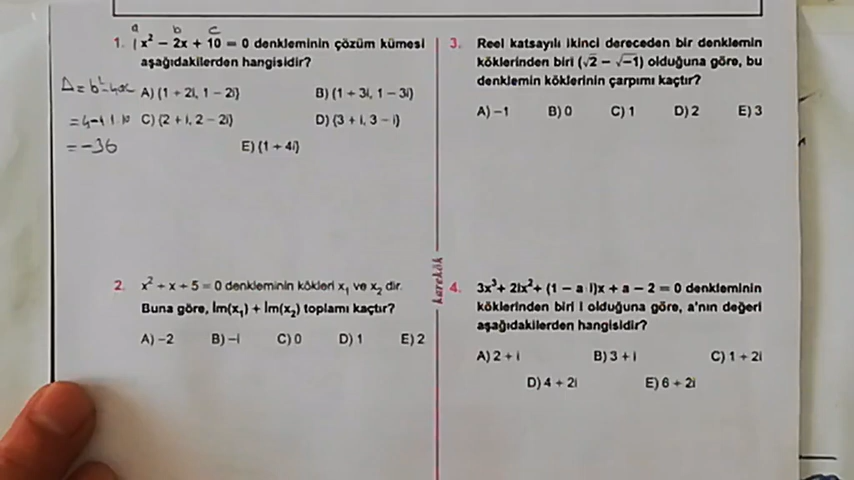 a b c
1. 1x² − 2x + 10 = 0 denkleminin çözüm kümesi
aşağıdakilerden hangisidir?
Δ = b² − 4ac
= 4 − 4.1.10
= −36
A) {1 + 2i, 1 − 2i} B) {1 + 3i, 1 − 3i}
C) {2 + i, 2 − 2i} D) {3 + i, 3 − i}
E) {1 + 4i}
2. x² + x + 5 = 0 denkleminin kökleri x₁ ve x₂ dir.
Buna göre, İm(x₁) + İm(x₂) toplamı kaçtır?
A) −2 B) −i C) 0 D) 1 E) 2
karekök
3. Reel katsayılı ikinci dereceden bir denklemin
köklerinden biri (√2 − √−1) olduğuna göre, bu
denklemin köklerinin çarpımı kaçtır?
A) −1 B) 0 C) 1 D) 2 E) 3
4. 3x³ + 2ix² + (1 − a i)x + a − 2 = 0 denkleminin
köklerinden biri i olduğuna göre, a'nın değeri
aşağıdakilerden hangisidir?
A) 2 + i B) 3 + i C) 1 + 2i
D) 4 + 2i E) 6 + 2i